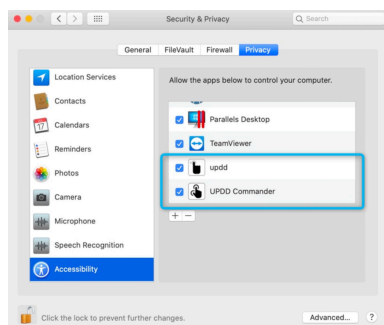 Security & Privacy
Search
General FileVault Firewall Privacy
Location Services
Contacts
17
Calendars
Reminders
Photos
Camera
Microphone
Speech Recognition
Accessibility
Allow the apps below to control your computer.
Parallels Desktop
TeamViewer
updd
UPDD Commander
+ −
Click the lock to prevent further changes.
Advanced... ?